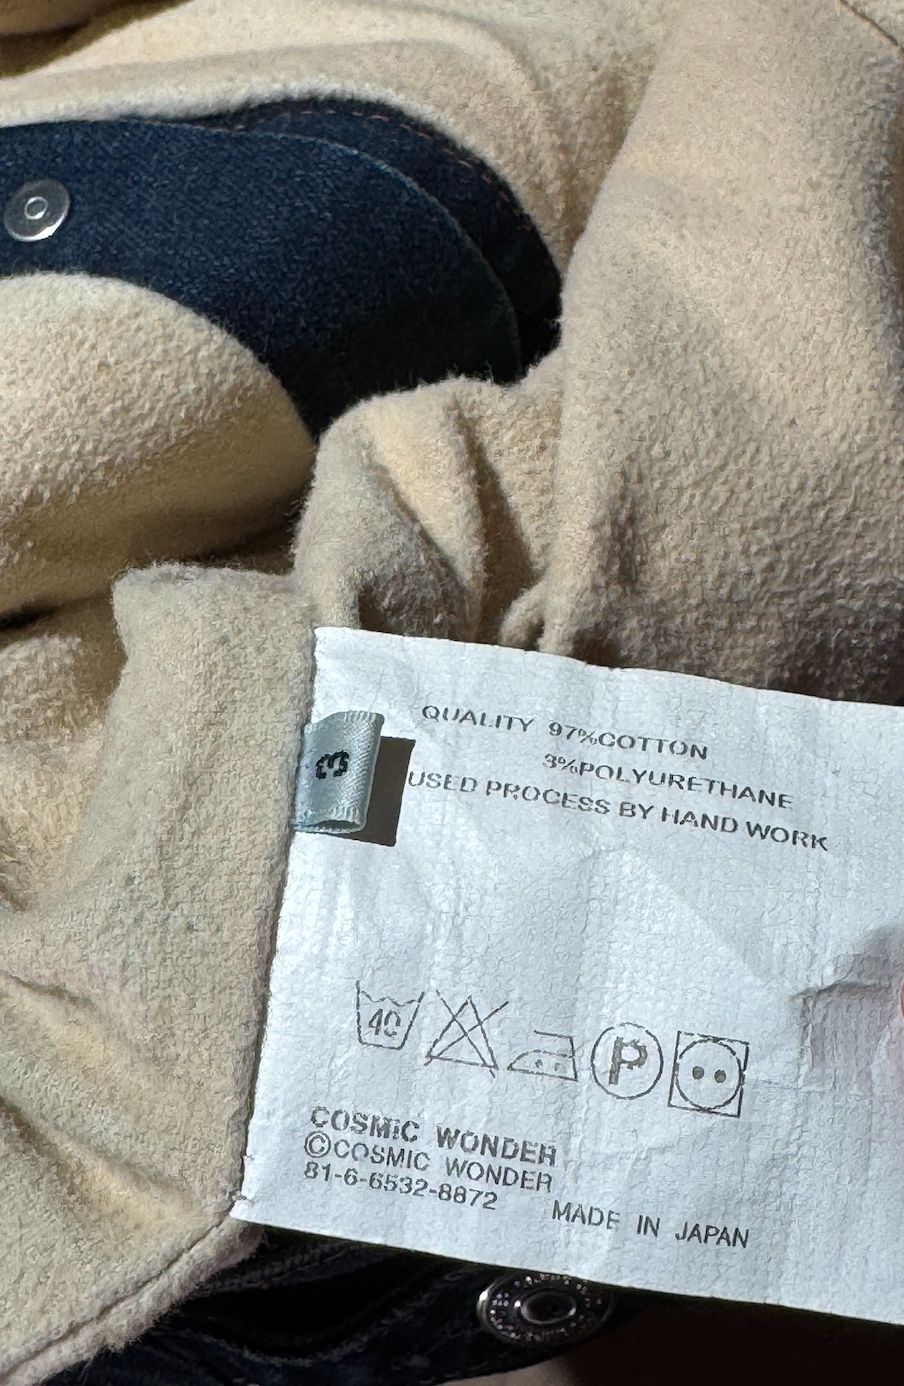 3
QUALITY 97%COTTON
3%POLYURETHANE
USED PROCESS BY HAND WORK
40
P
COSMIC WONDER
©COSMIC WONDER
81-6-6532-8872
MADE IN JAPAN